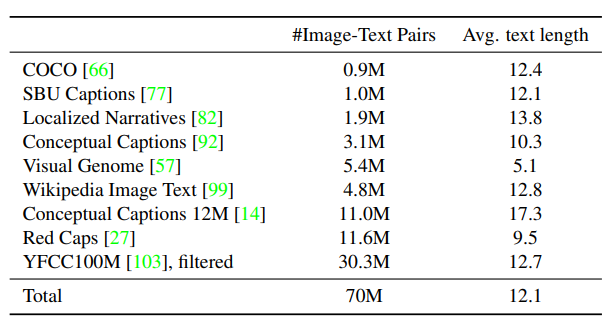 #Image-Text Pairs Avg. text length
COCO [66] 0.9M 12.4
SBU Captions [77] 1.0M 12.1
Localized Narratives [82] 1.9M 13.8
Conceptual Captions [92] 3.1M 10.3
Visual Genome [57] 5.4M 5.1
Wikipedia Image Text [99] 4.8M 12.8
Conceptual Captions 12M [14] 11.0M 17.3
Red Caps [27] 11.6M 9.5
YFCC100M [103], filtered 30.3M 12.7
Total 70M 12.1